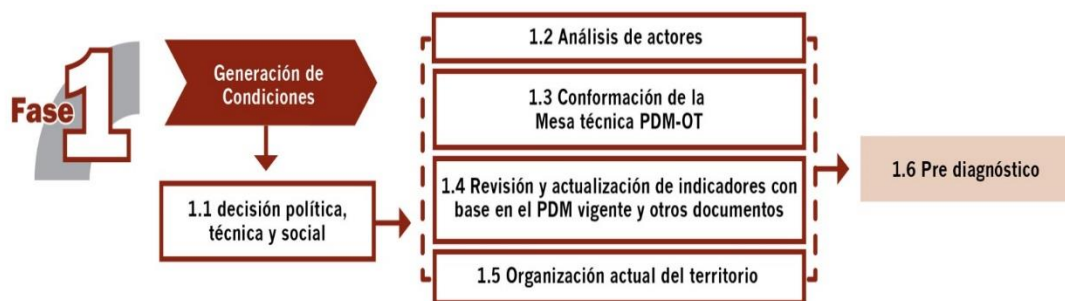 Fase 1
Generación de
Condiciones
1.1 decisión política,
técnica y social
1.2 Análisis de actores
1.3 Conformación de la
Mesa técnica PDM-OT
1.4 Revisión y actualización de indicadores con
base en el PDM vigente y otros documentos
1.5 Organización actual del territorio
1.6 Pre diagnóstico